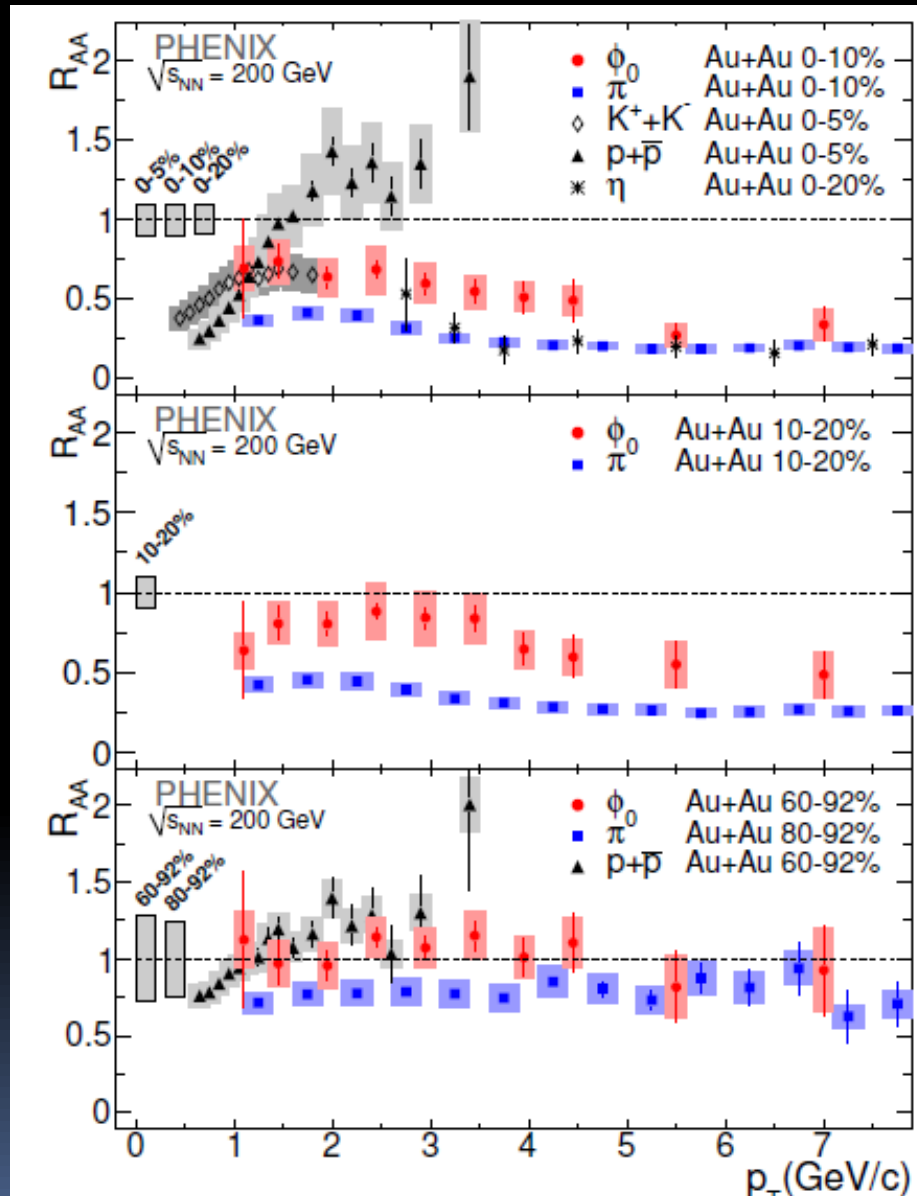 R_AA
PHENIX
√s_NN = 200 GeV
ϕ Au+Au 0-10%
π⁰ Au+Au 0-10%
K⁺+K⁻ Au+Au 0-5%
p+p̅ Au+Au 0-5%
η Au+Au 0-20%
0-5%
0-10%
0-20%
2
1.5
1
0.5
0
R_AA
PHENIX
√s_NN = 200 GeV
ϕ Au+Au 10-20%
π⁰ Au+Au 10-20%
10-20%
2
1.5
1
0.5
0
R_AA
PHENIX
√s_NN = 200 GeV
ϕ Au+Au 60-92%
π⁰ Au+Au 80-92%
p+p̅ Au+Au 60-92%
60-92%
80-92%
2
1.5
1
0.5
0
0 1 2 3 4 5 6 7
p_T(GeV/c)